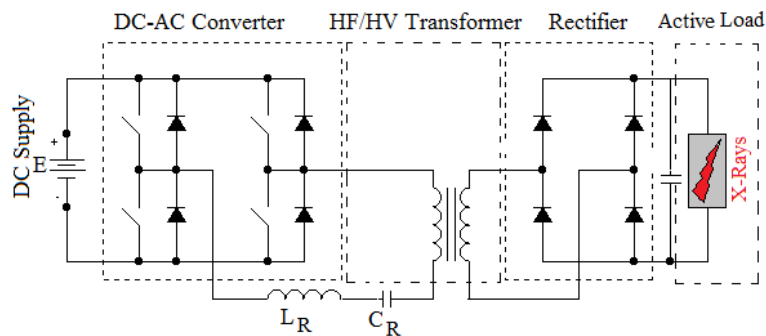 DC-AC Converter
HF/HV Transformer
Rectifier
Active Load
DC Supply
+
E
-
X-Rays
L_R
C_R